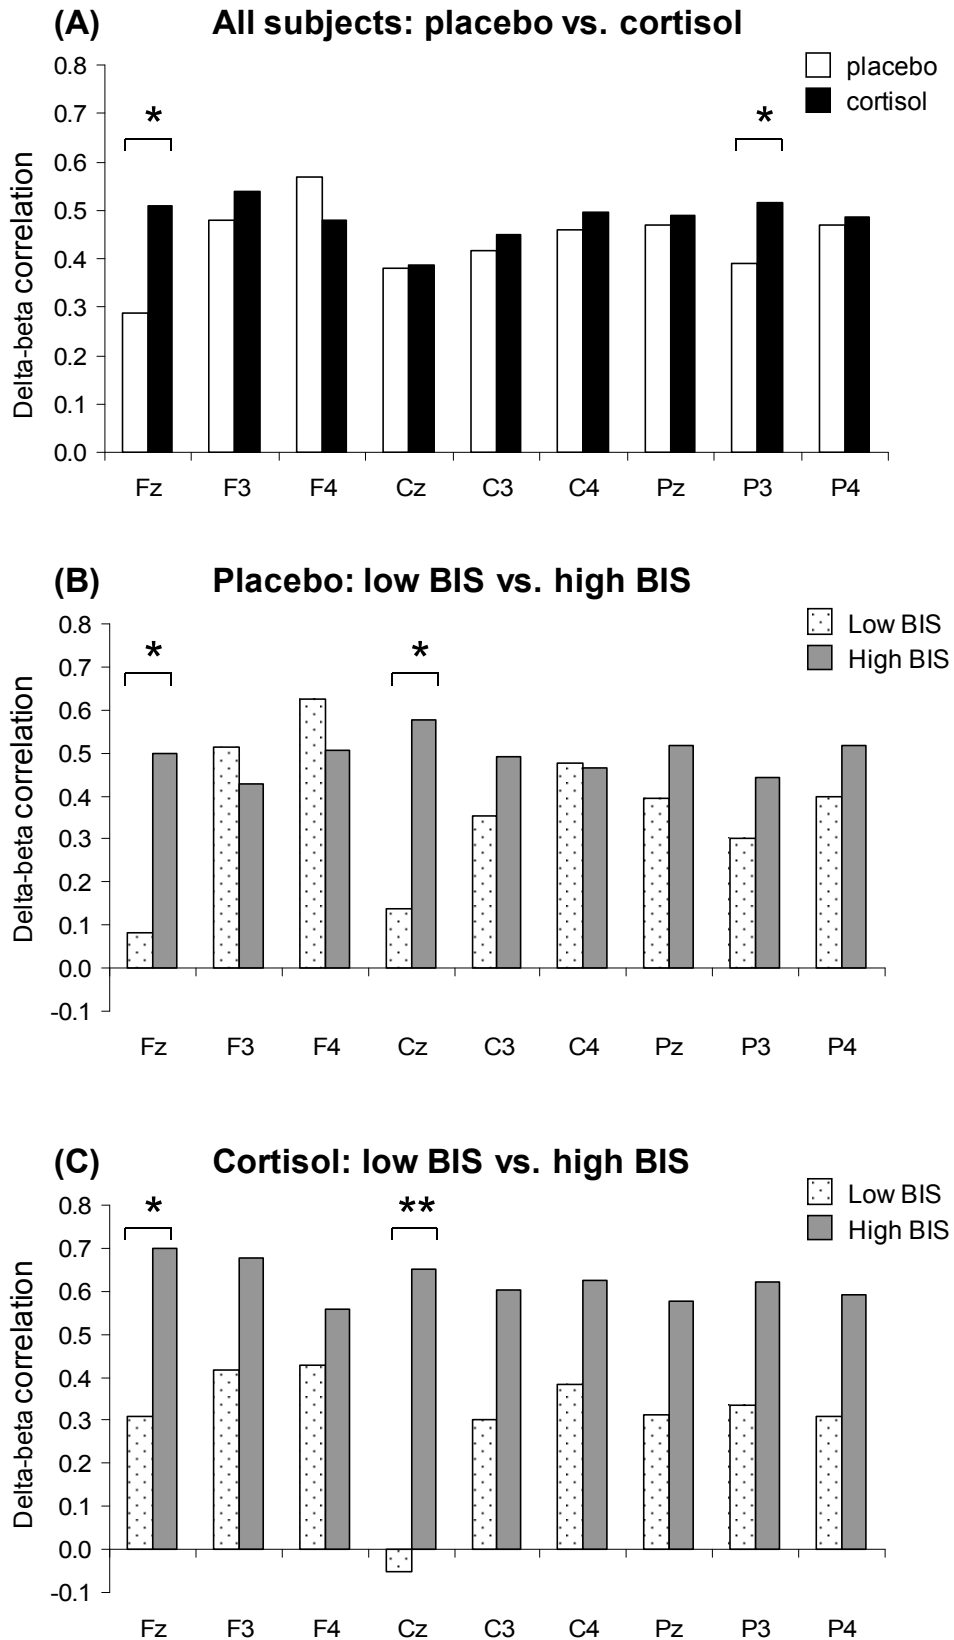 (A) All subjects: placebo vs. cortisol
placebo
cortisol
Delta-beta correlation
0.8
0.7
0.6
0.5
0.4
0.3
0.2
0.1
0.0
* *
Fz F3 F4 Cz C3 C4 Pz P3 P4
(B) Placebo: low BIS vs. high BIS
Low BIS
High BIS
Delta-beta correlation
0.8
0.7
0.6
0.5
0.4
0.3
0.2
0.1
0.0
-0.1
* *
Fz F3 F4 Cz C3 C4 Pz P3 P4
(C) Cortisol: low BIS vs. high BIS
Low BIS
High BIS
Delta-beta correlation
0.8
0.7
0.6
0.5
0.4
0.3
0.2
0.1
0.0
-0.1
* **
Fz F3 F4 Cz C3 C4 Pz P3 P4